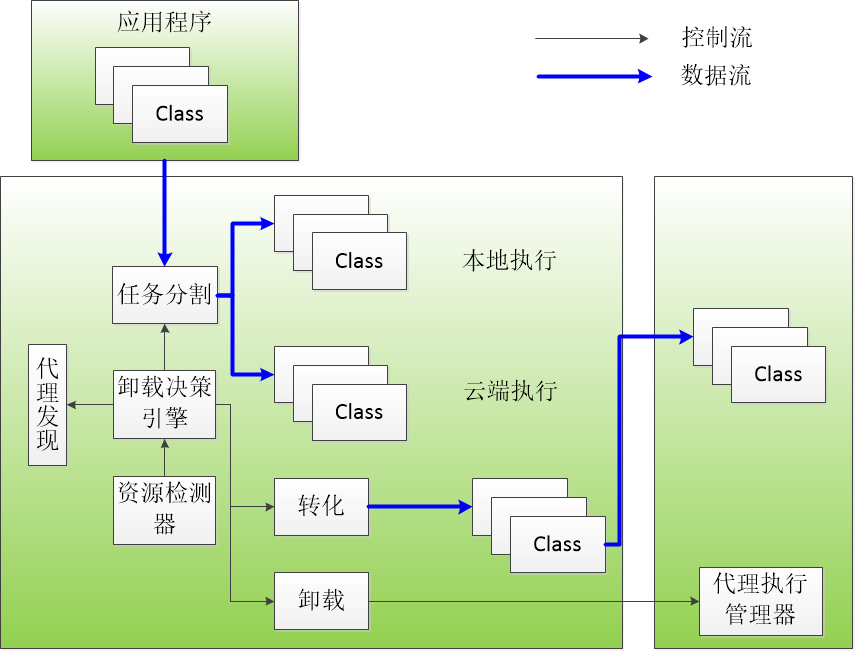 应用程序
Class
控制流
数据流
Class
本地执行
任务分割
Class
代
理
发
现
卸载决策
引擎
Class
云端执行
资源检测
器
转化
Class
卸载
代理执行
管理器